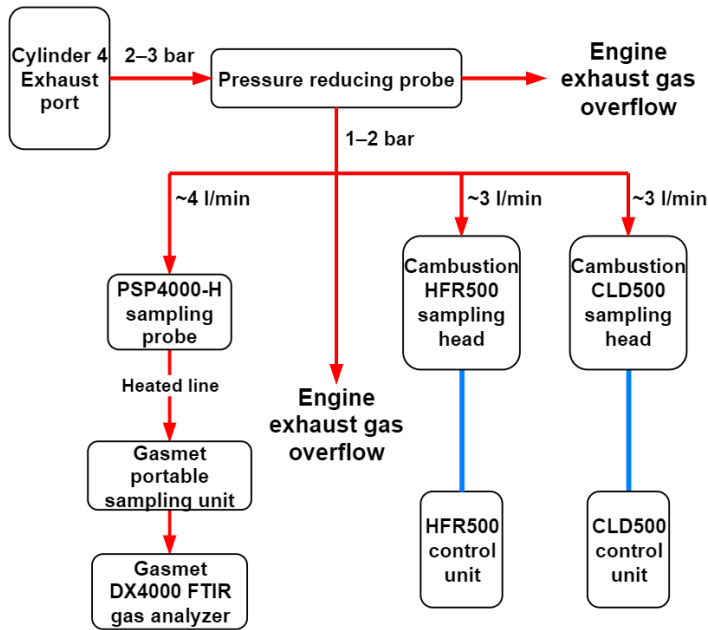 Cylinder 4
Exhaust
port
2–3 bar
Pressure reducing probe
Engine
exhaust gas
overflow
1–2 bar
~4 l/min
~3 l/min
~3 l/min
PSP4000-H
sampling
probe
Cambustion
HFR500
sampling
head
Cambustion
CLD500
sampling
head
Heated line
Engine
exhaust gas
overflow
Gasmet
portable
sampling unit
HFR500
control
unit
CLD500
control
unit
Gasmet
DX4000 FTIR
gas analyzer